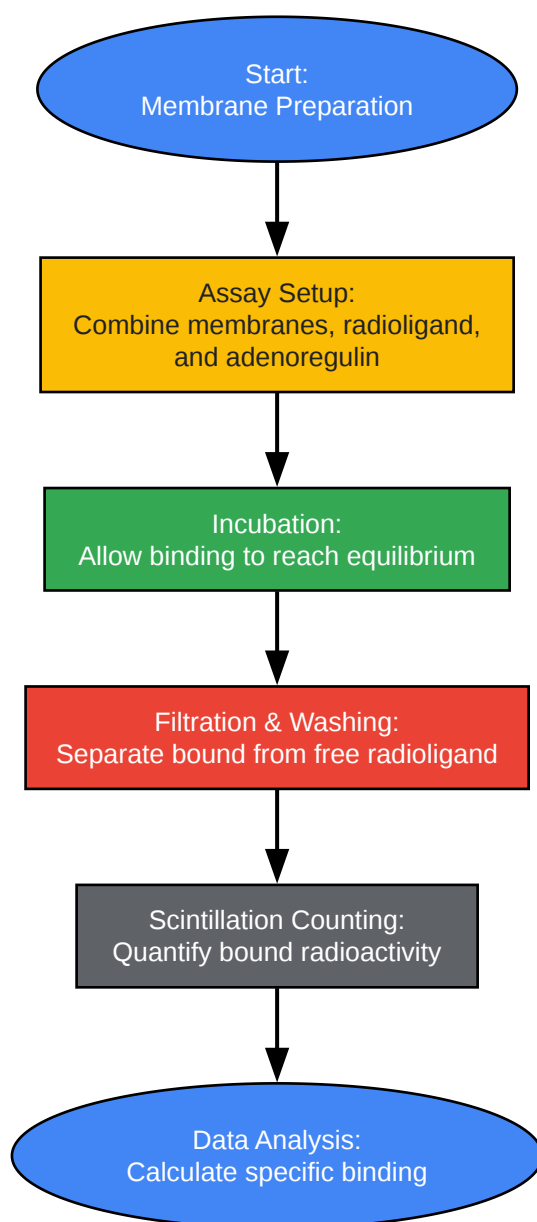 Start:
Membrane Preparation
Assay Setup:
Combine membranes, radioligand,
and adenoregulin
Incubation:
Allow binding to reach equilibrium
Filtration & Washing:
Separate bound from free radioligand
Scintillation Counting:
Quantify bound radioactivity
Data Analysis:
Calculate specific binding